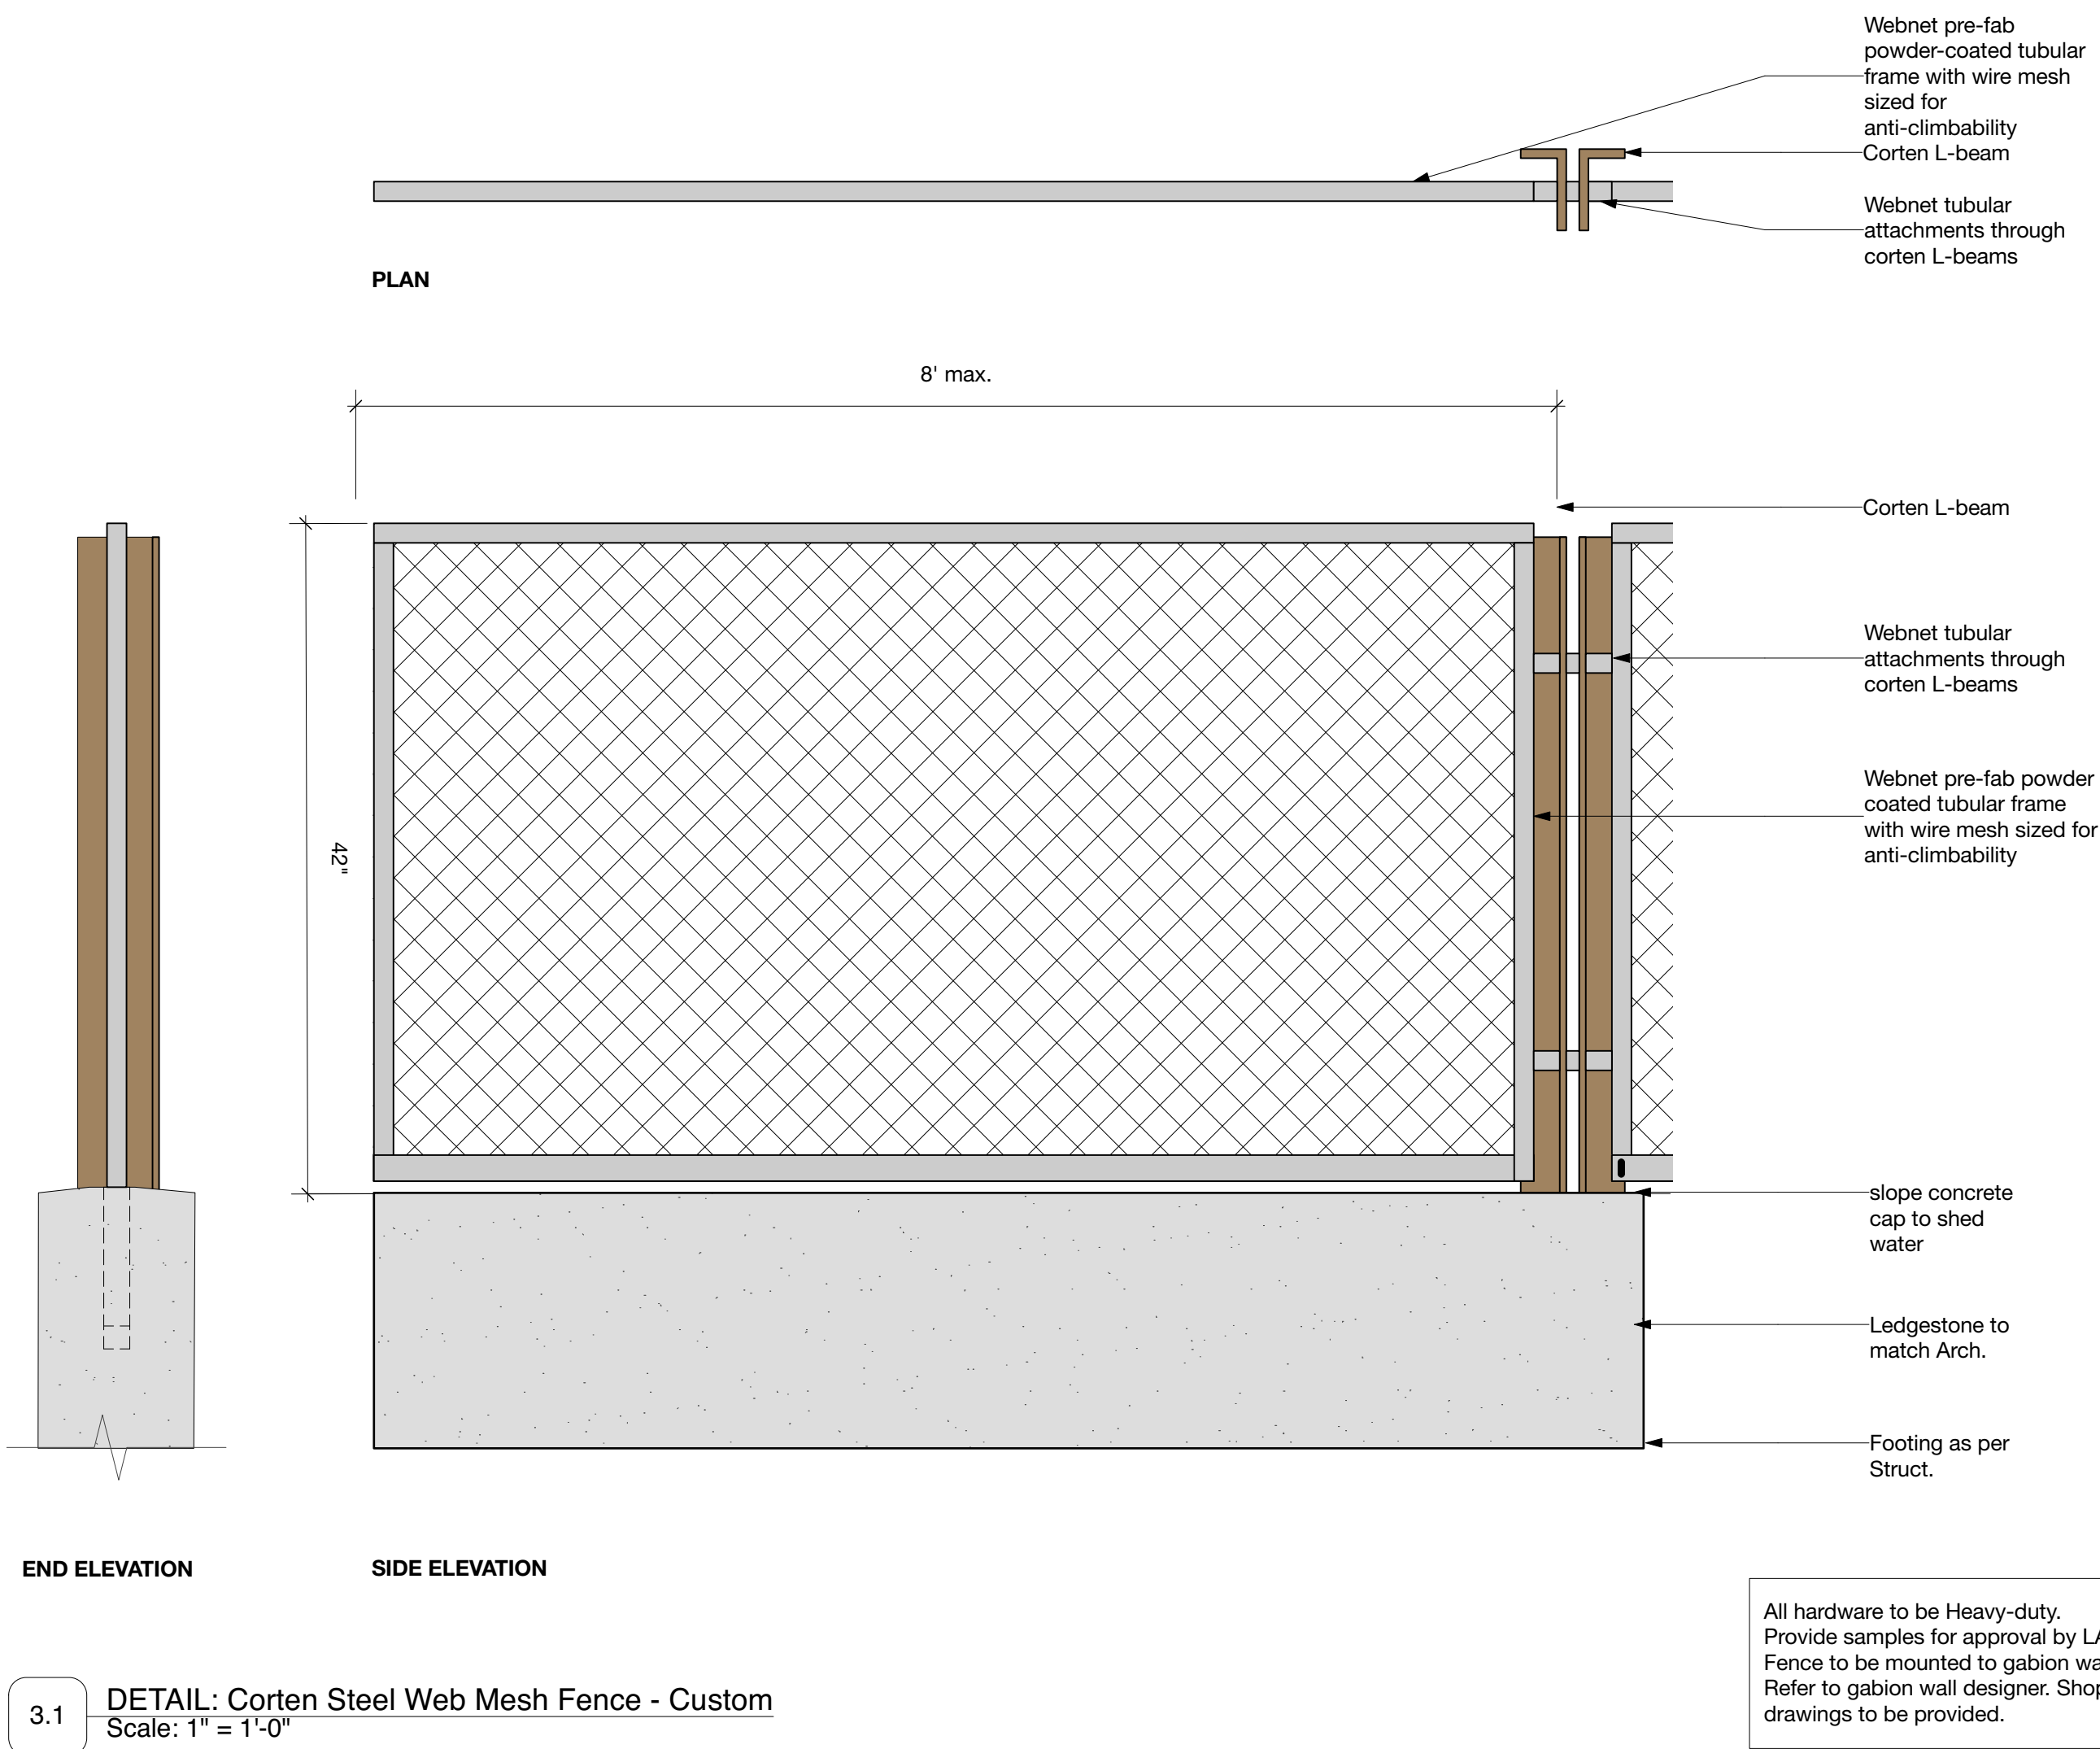 Webnet pre-fab
powder-coated tubular
frame with wire mesh
sized for
anti-climbability
Corten L-beam
Webnet tubular
attachments through
corten L-beams
PLAN
8' max.
Corten L-beam
Webnet tubular
attachments through
corten L-beams
Webnet pre-fab powder
coated tubular frame
with wire mesh sized for
anti-climbability
42"
slope concrete
cap to shed
water
Ledgestone to
match Arch.
Footing as per
Struct.
END ELEVATION
SIDE ELEVATION
All hardware to be Heavy-duty.
Provide samples for approval by
Fence to be mounted to gabion
Refer to gabion wall designer.
drawings to be provided.
3.1
DETAIL: Corten Steel Web Mesh Fence - Custom
Scale: 1" = 1'-0"